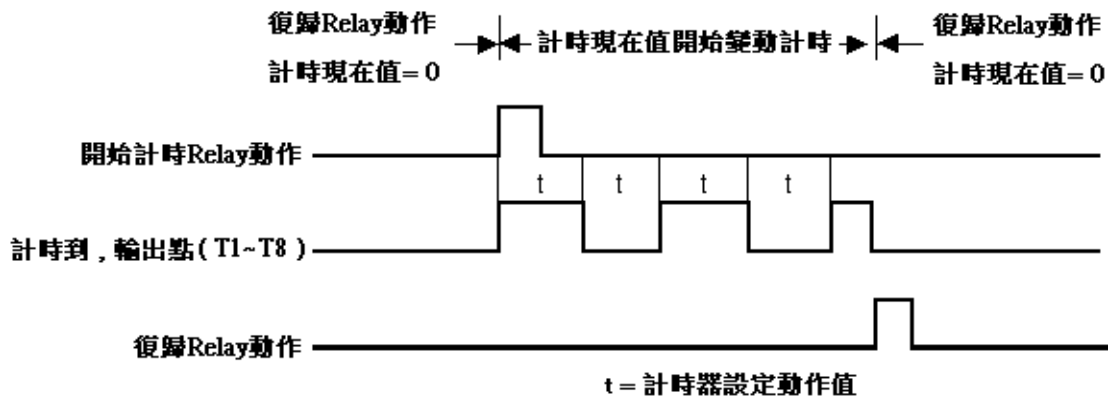 復歸Relay動作
計時現在值= 0
計時現在值開始變動計時
復歸Relay動作
計時現在值= 0
開始計時Relay動作
t t t t
計時到 , 輸出點( T1~T8 )
復歸Relay動作
t = 計時器設定動作值